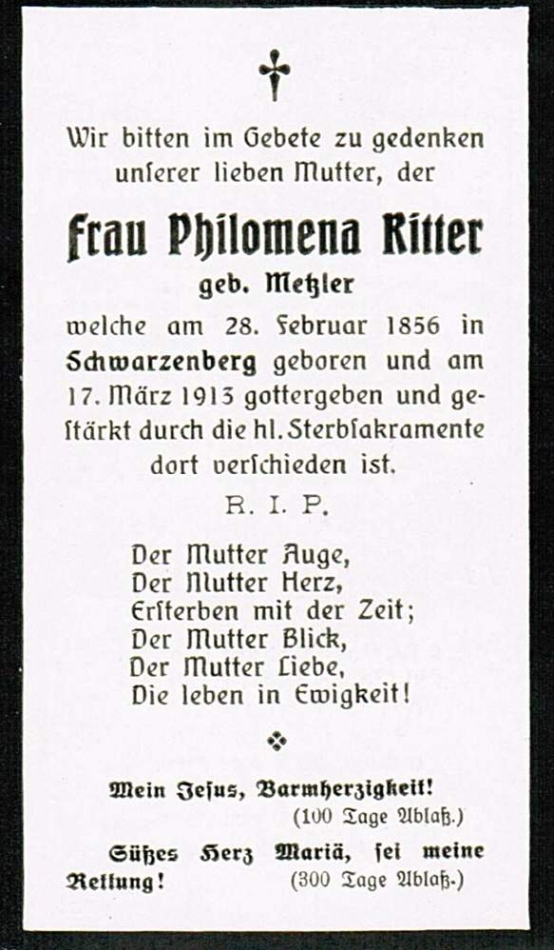 Wir bitten im Gebete zu gedenken
unſerer lieben Mutter, der
Frau Philomena Ritter
geb. Metzler
welche am 28. Februar 1856 in
Schwarzenberg geboren und am
17. März 1913 gottergeben und ge-
ſtärkt durch die hl. Sterbſakramente
dort verſchieden iſt.
R. I. P.
Der Mutter Auge,
Der Mutter Herz,
Erſterben mit der Zeit;
Der Mutter Blick,
Der Mutter Liebe,
Die leben in Ewigkeit!
Mein Jeſus, Barmherzigkeit!
(100 Tage Ablaß.)
Süßes Herz Mariä, ſei meine
Rettung! (300 Tage Ablaß.)